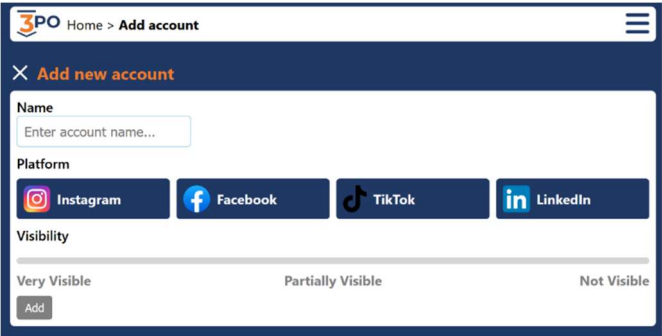 3PO Home > Add account
Add new account
Name
Enter account name...
Platform
Instagram Facebook TikTok LinkedIn
Visibility
Very Visible Partially Visible Not Visible
Add